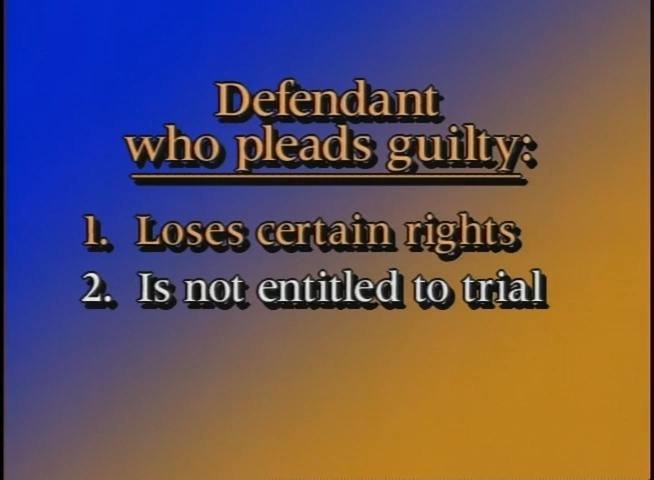 Defendant
who pleads guilty:
1. Loses certain rights
2. Is not entitled to trial